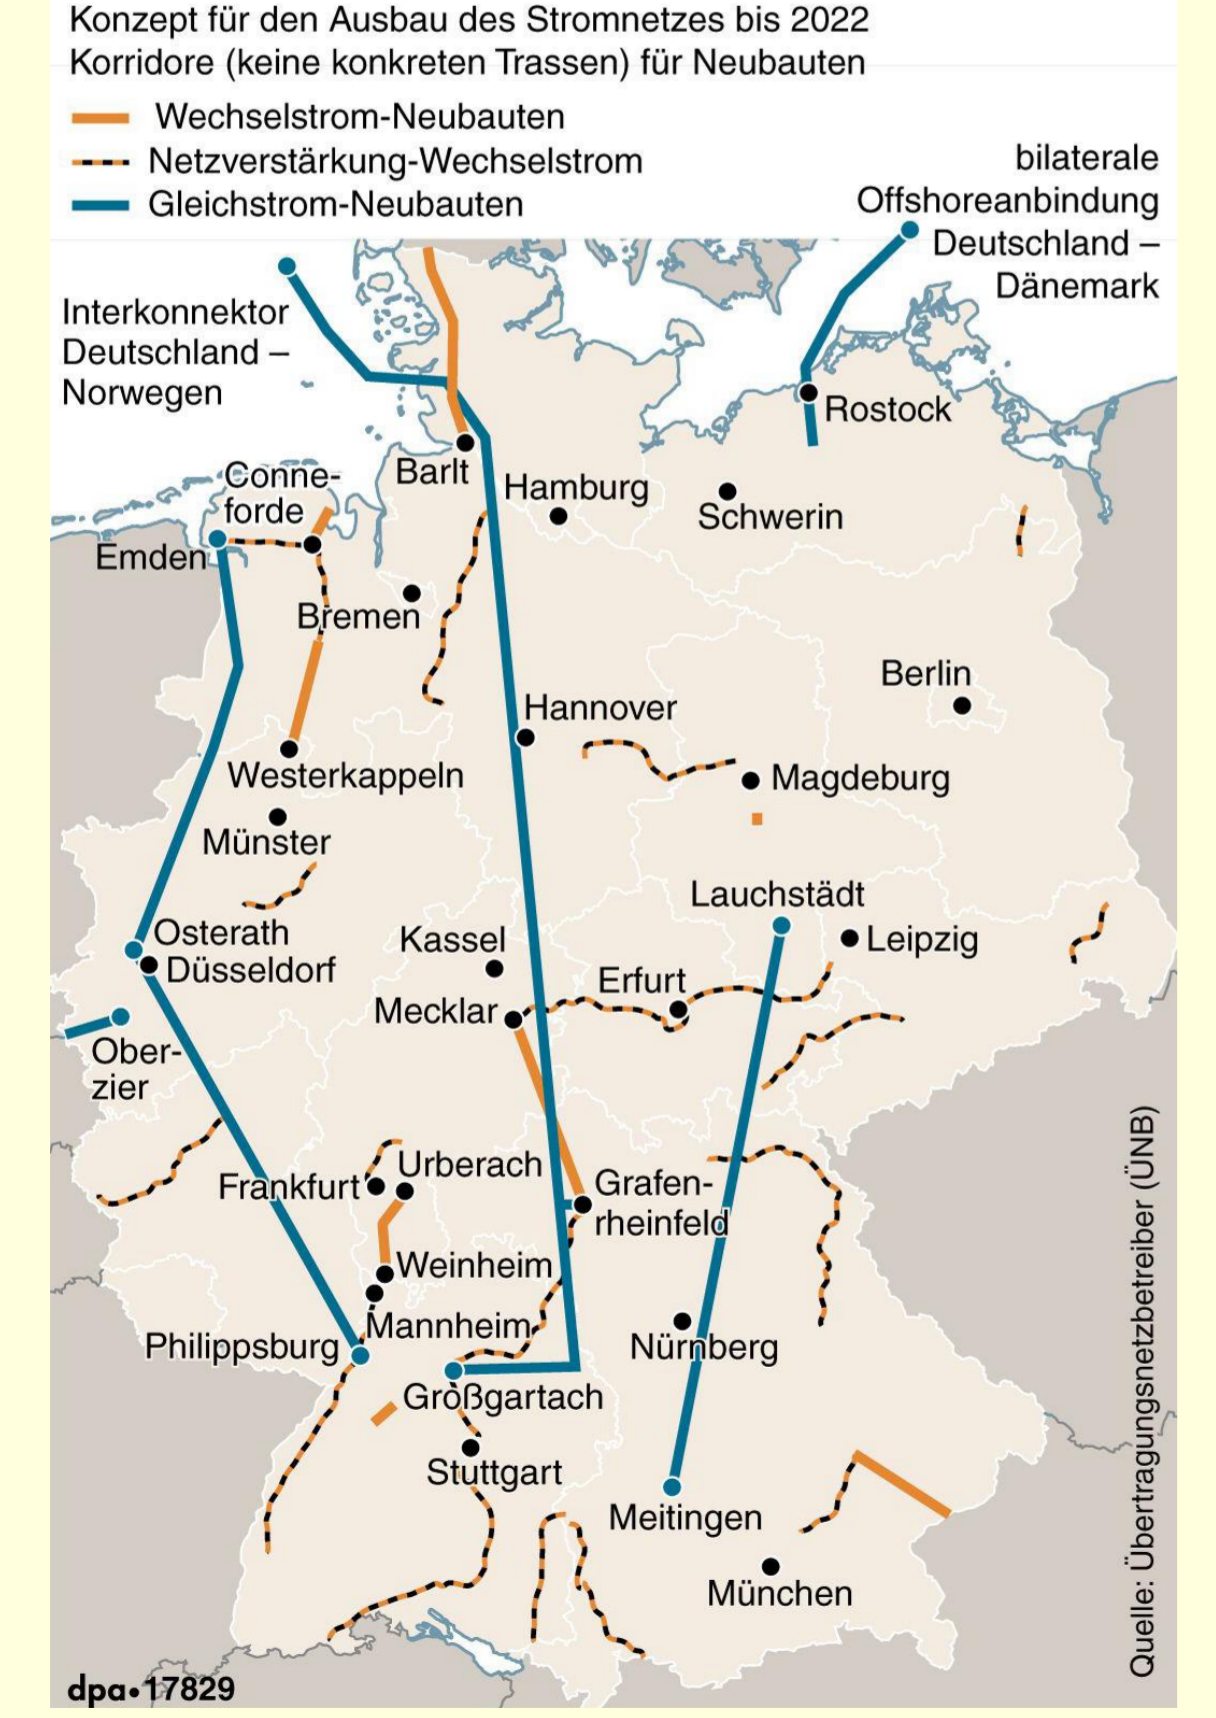 Konzept für den Ausbau des Stromnetzes bis 2022
Korridore (keine konkreten Trassen) für Neubauten
Wechselstrom-Neubauten
Netzverstärkung-Wechselstrom
Gleichstrom-Neubauten
bilaterale
Offshoreanbindung
Deutschland –
Dänemark
Interkonnektor
Deutschland –
Norwegen
Rostock
Barlt
Conne-
forde
Hamburg
Schwerin
Emden
Bremen
Berlin
Hannover
Westerkappeln
Magdeburg
Münster
Lauchstädt
Osterath
Düsseldorf
Kassel
Leipzig
Erfurt
Mecklar
Ober-
zier
Urberach
Frankfurt
Grafen-
rheinfeld
Weinheim
Mannheim
Philippsburg
Nürnberg
Großgartach
Stuttgart
Meitingen
München
Quelle: Übertragungsnetzbetreiber (ÜNB)
dpa•17829